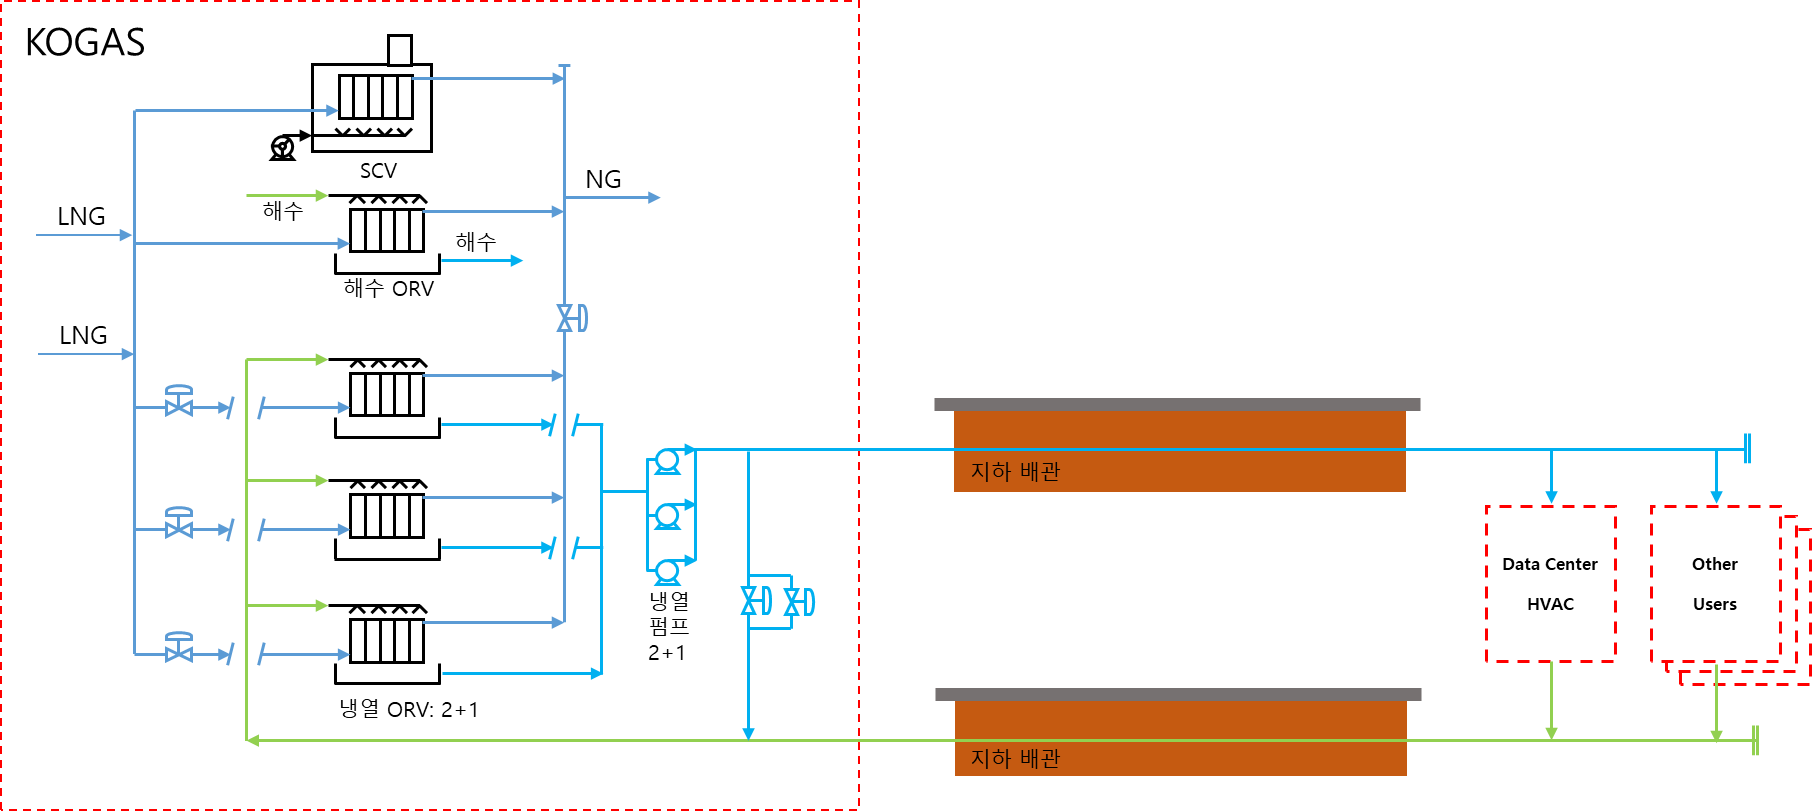 KOGAS
SCV
NG
해수
LNG
해수
해수 ORV
LNG
지하 배관
Data Center
HVAC
Other
Users
냉열
펌프
2+1
냉열 ORV: 2+1
지하 배관